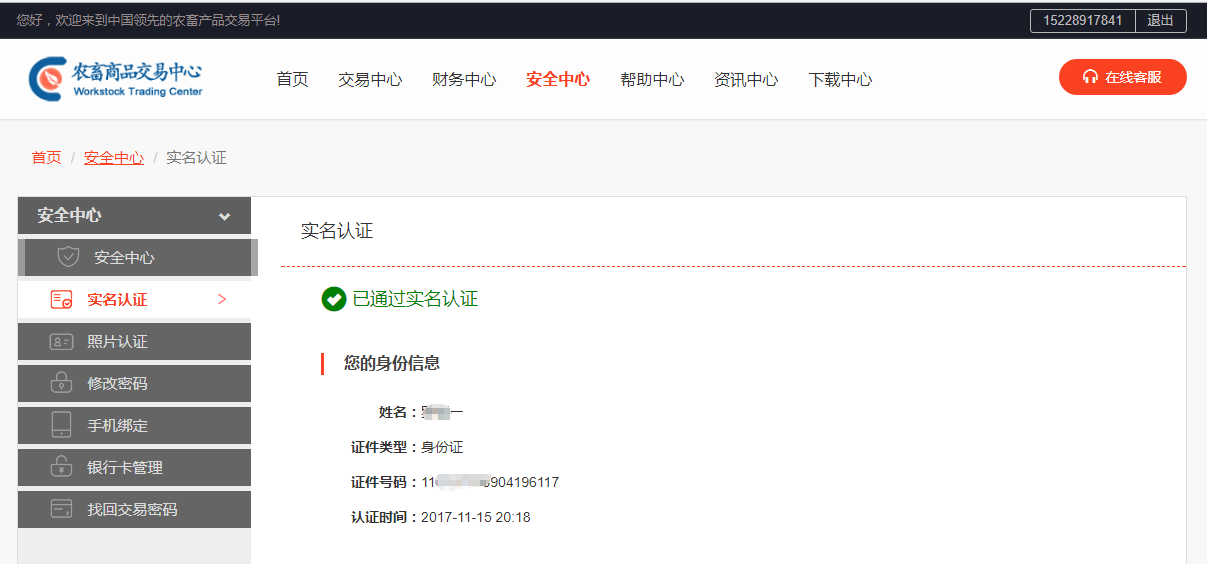 您好，欢迎来到中国领先的农畜产品交易平台!
15228917841 退出
农畜商品交易中心
Workstock Trading Center
首页 交易中心 财务中心 安全中心 帮助中心 资讯中心 下载中心
在线客服
首页 / 安全中心 / 实名认证
安全中心
安全中心
实名认证
照片认证
修改密码
手机绑定
银行卡管理
找回交易密码
实名认证
已通过实名认证
您的身份信息
姓名：一
证件类型：身份证
证件号码：11904196117
认证时间：2017-11-15 20:18